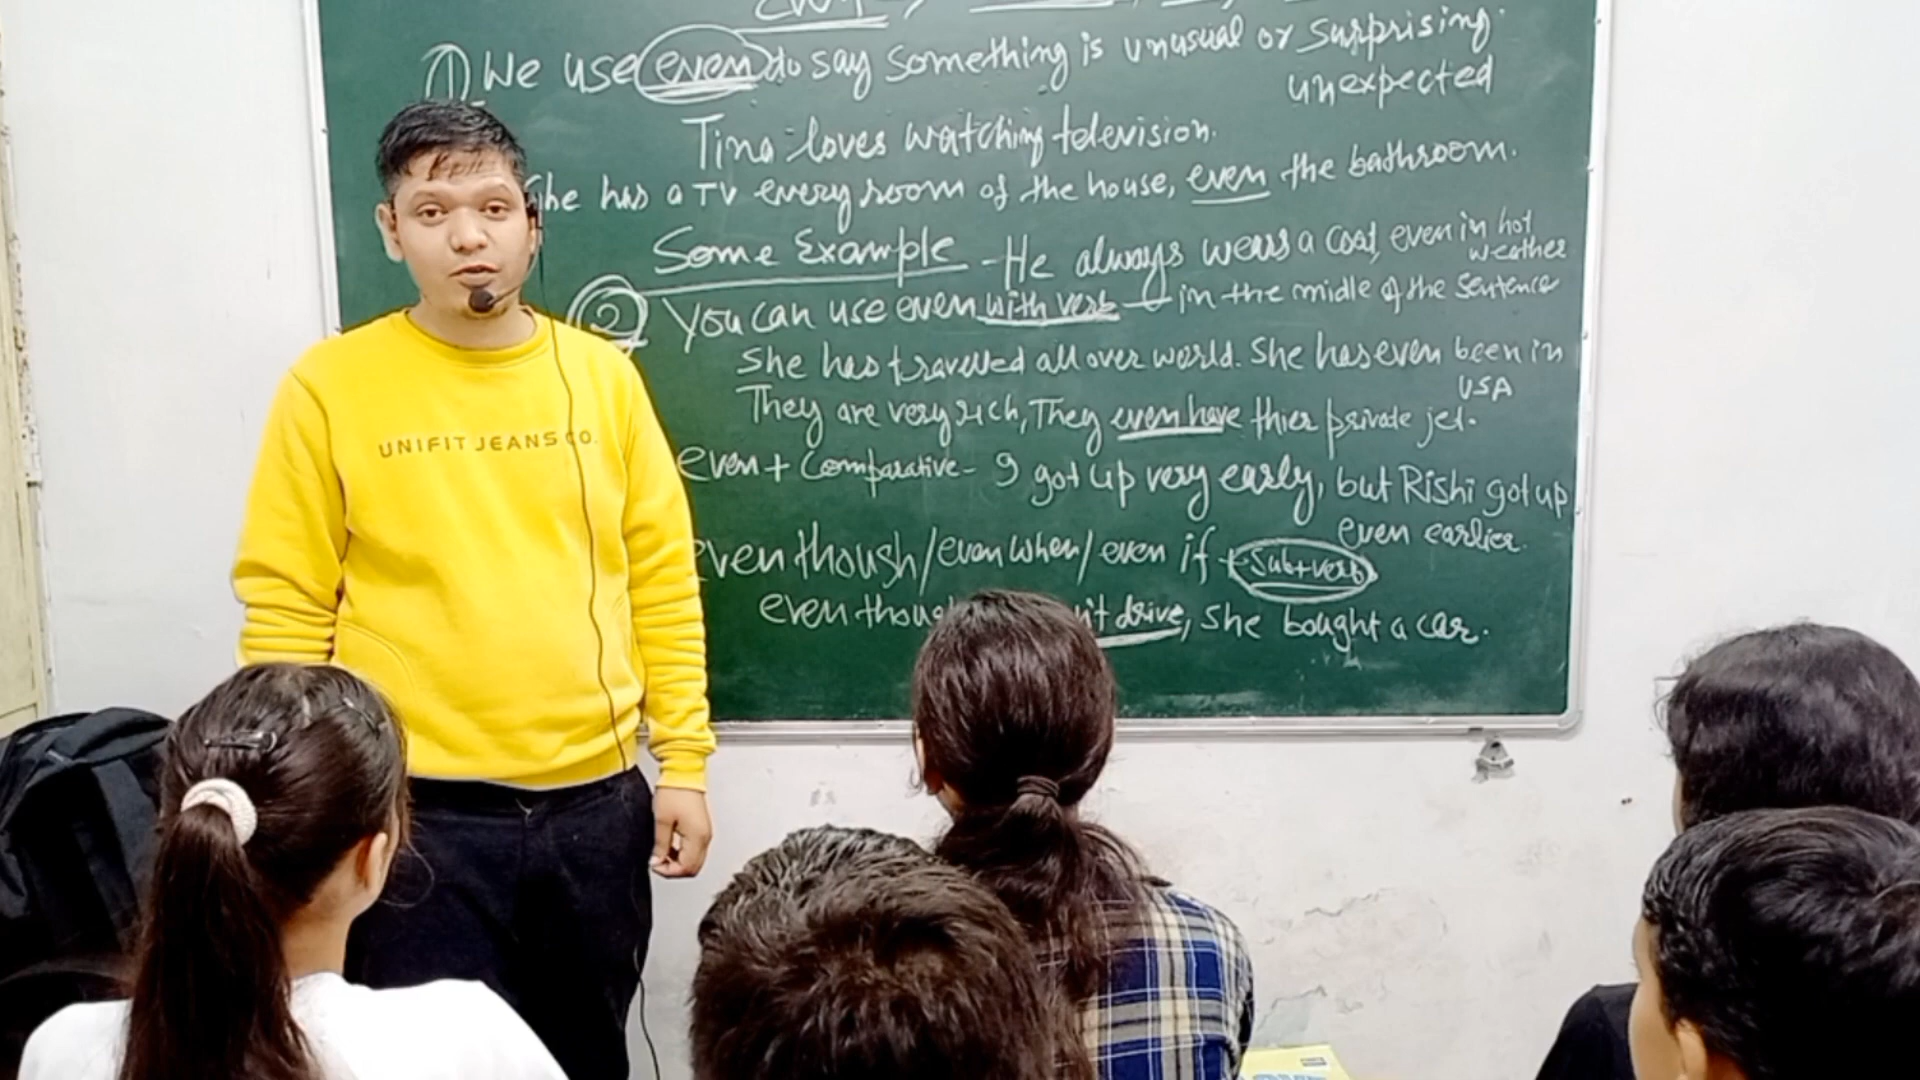 ① We use even to say something is unusual or surprising.
unexpected
Tina loves watching television.
She has a TV every room of the house, even the bathroom.
Some Example - He always wears a coat, even in hot
weather
② You can use even with verb — in the midle of the sentence
She has travelled all over world. She has even been in
USA
They are very rich, They even have thier private jet.
even + Comparative - I got up very early, but Rishi got up
even earlier.
even though/even when/even if + Sub+verb
even 't drive, she bought a car.
UNIFIT JEANS CO.